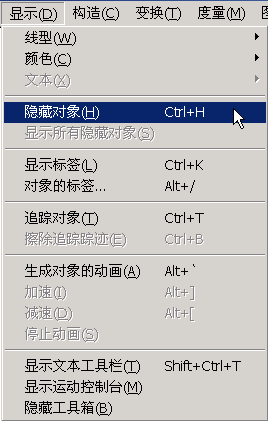 显示(D) 构造(C) 变换(T) 度量(M)
线型(W)
颜色(C)
文本(X)
隐藏对象(H) Ctrl+H
显示所有隐藏对象(S)
显示标签(L) Ctrl+K
对象的标签... Alt+/
追踪对象(T) Ctrl+T
擦除追踪踪迹(E) Ctrl+B
生成对象的动画(A) Alt+`
加速(I) Alt+]
减速(D) Alt+[
停止动画(S)
显示文本工具栏(T) Shift+Ctrl+T
显示运动控制台(M)
隐藏工具箱(B)